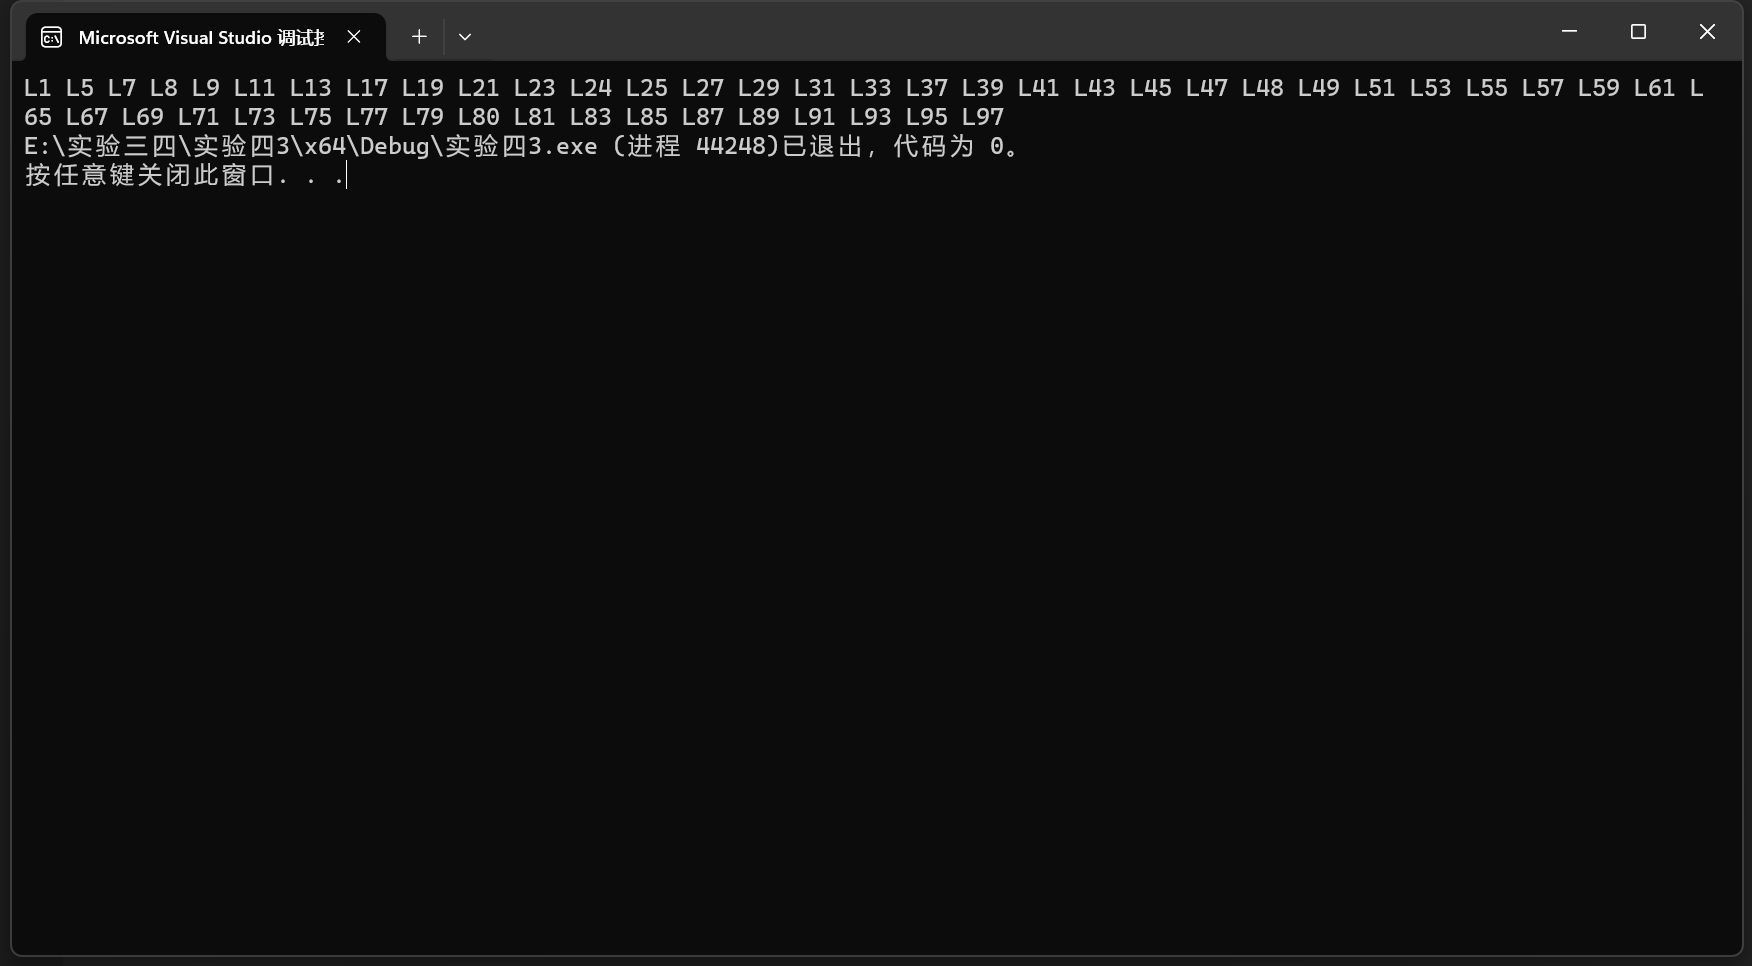 Microsoft Visual Studio 调试
L1 L5 L7 L8 L9 L11 L13 L17 L19 L21 L23 L24 L25 L27 L29 L31 L33 L37 L39 L41 L43 L45 L47 L48 L49 L51 L53 L55 L57 L59 L61 L
65 L67 L69 L71 L73 L75 L77 L79 L80 L81 L83 L85 L87 L89 L91 L93 L95 L97
E:\实验三四\实验四3\x64\Debug\实验四3.exe (进程 44248)已退出，代码为 0。
按任意键关闭此窗口. . .